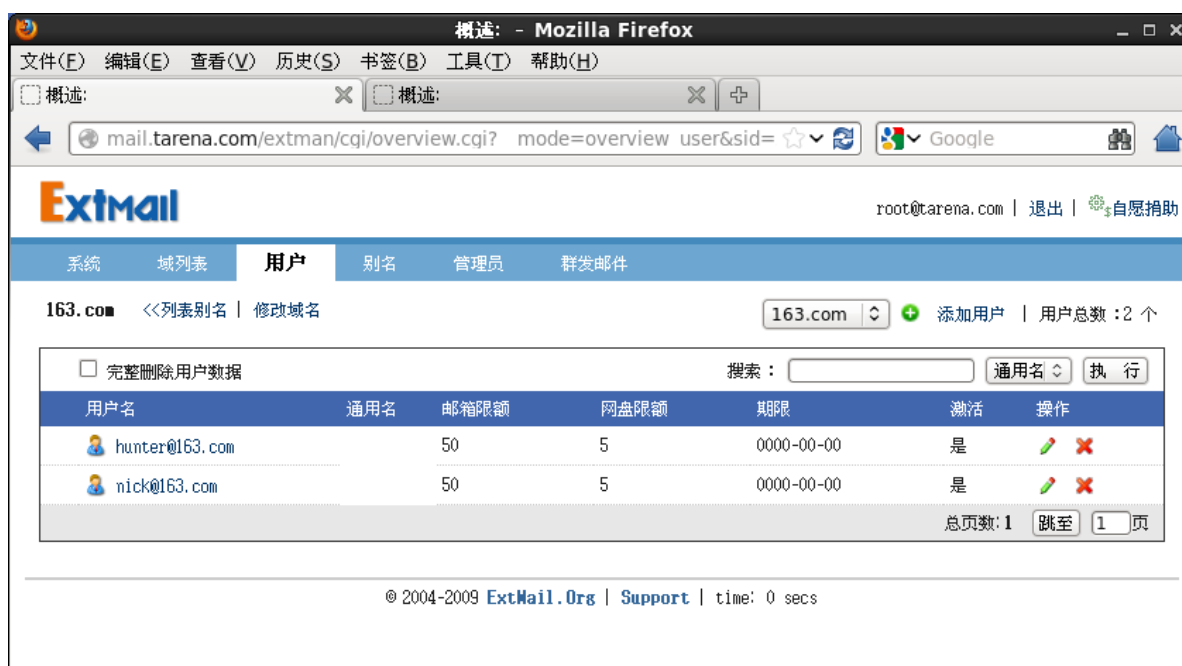 概述: - Mozilla Firefox
文件(F) 编辑(E) 查看(V) 历史(S) 书签(B) 工具(T) 帮助(H)
概述: 概述:
mail.tarena.com/extman/cgi/overview.cgi?__mode=overview_user&sid= Google
ExtMail
root@tarena.com | 退出 | $自愿捐助
系统 域列表 用户 别名 管理员 群发邮件
163.com <<列表别名 | 修改域名 163.com 添加用户 | 用户总数:2 个
完整删除用户数据 搜索: 通用名 执 行
用户名 通用名 邮箱限额 网盘限额 期限 激活 操作
hunter@163.com 50 5 0000-00-00 是
nick@163.com 50 5 0000-00-00 是
总页数:1 跳至 1 页
© 2004-2009 ExtMail.Org | Support | time: 0 secs